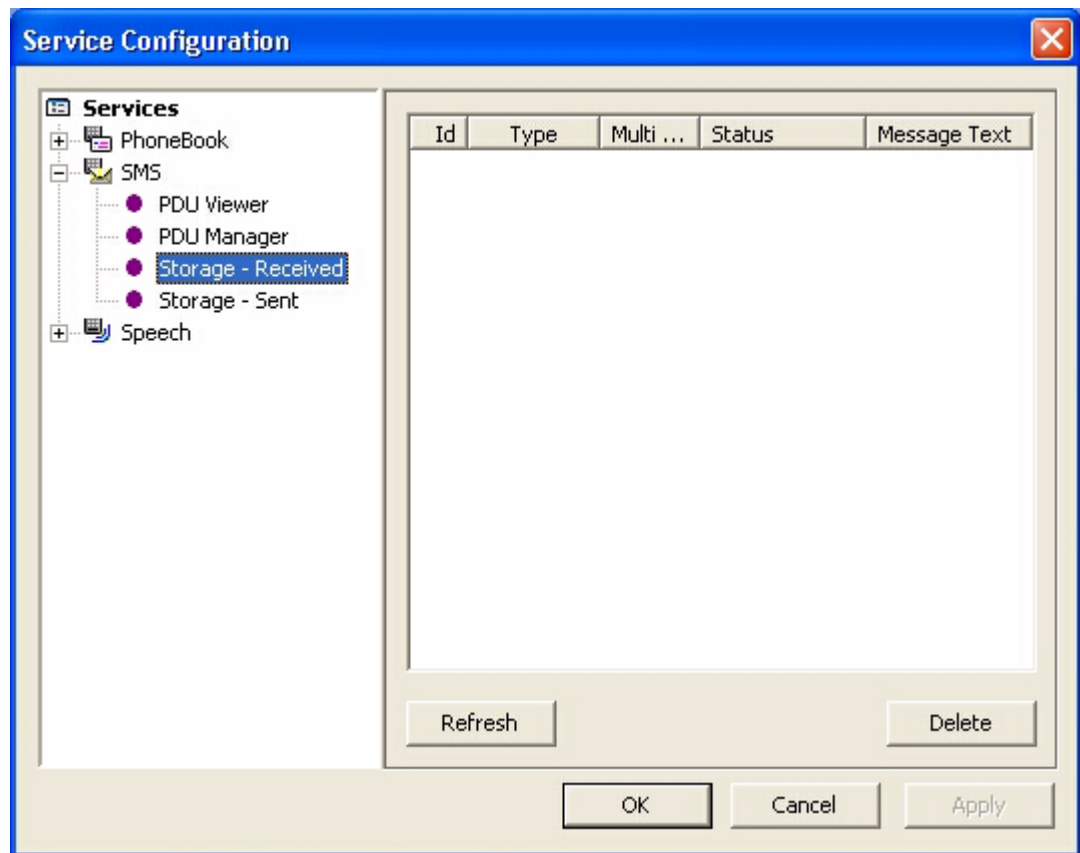 Service Configuration
Services
PhoneBook
SMS
PDU Viewer
PDU Manager
Storage - Received
Storage - Sent
Speech
Id Type Multi ... Status Message Text
Refresh Delete
OK Cancel Apply